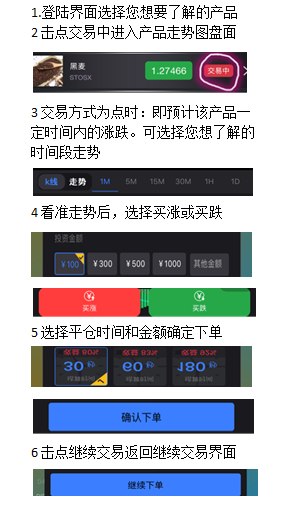 1.登陆界面选择您想要了解的产品
2击点交易中进入产品走势图盘面
黑麦
STOSX
1.27466
交易中
3交易方式为点时：即预计该产品一
定时间内的涨跌。可选择您想了解的
时间段走势
k线 走势 1M 5M 15M 30M 1H 1D
4看准走势后，选择买涨或买跌
投资金额
¥100 ¥300 ¥500 ¥1000 其他金额
买涨 买跌
5选择平仓时间和金额确定下单
30 60 180
确认下单
6击点继续交易返回继续交易界面
继续下单